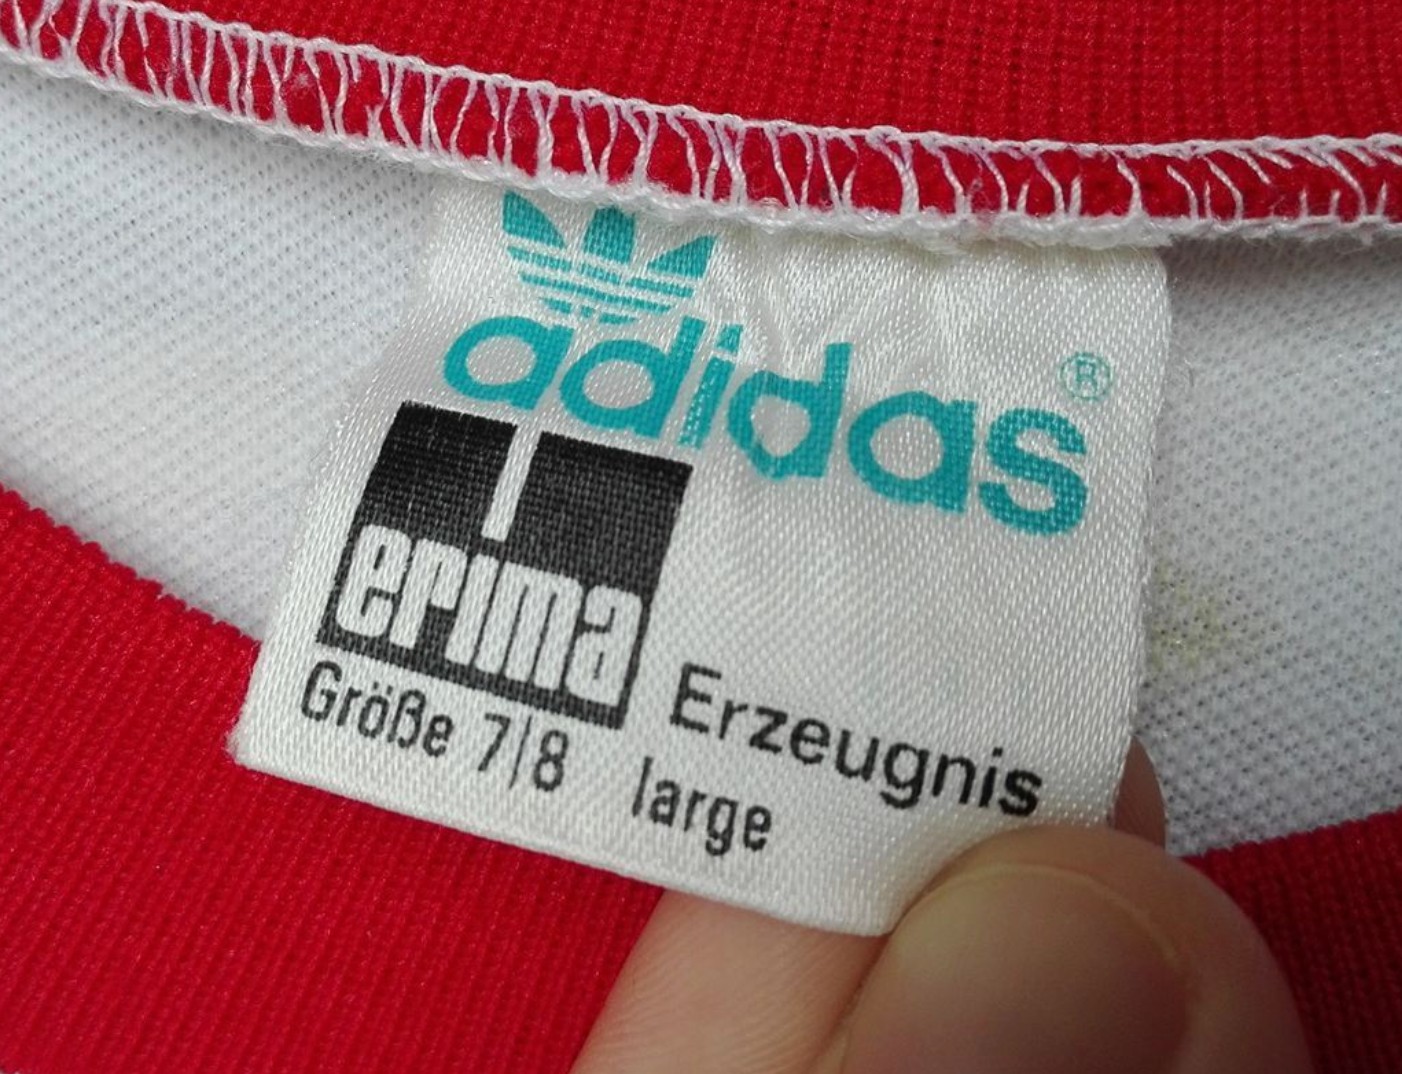 adidas ®
erima
Erzeugnis
Größe 7|8 large